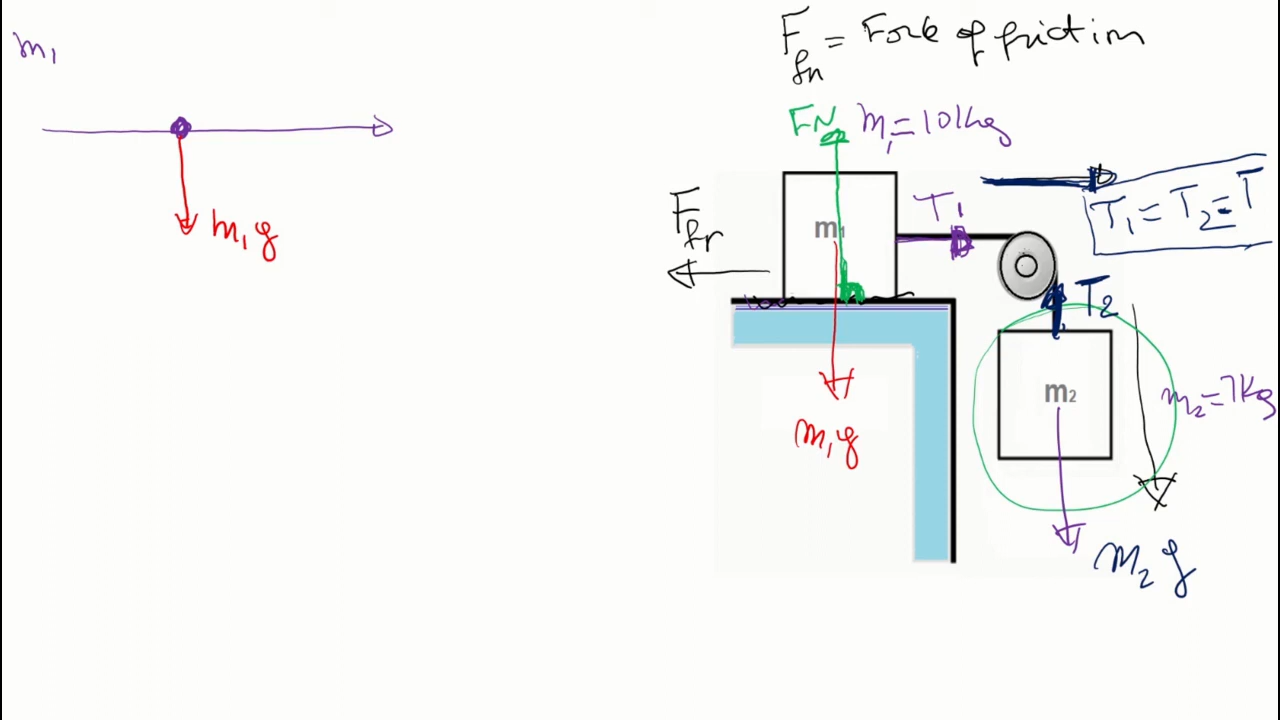 m₁
m₁g
F_fr = Force of friction
FN
m₁=10kg
T₁
T₁ = T₂ = T
F_fr
m₁
T₂
m₂
m₂=7kg
m₁g
m₂g